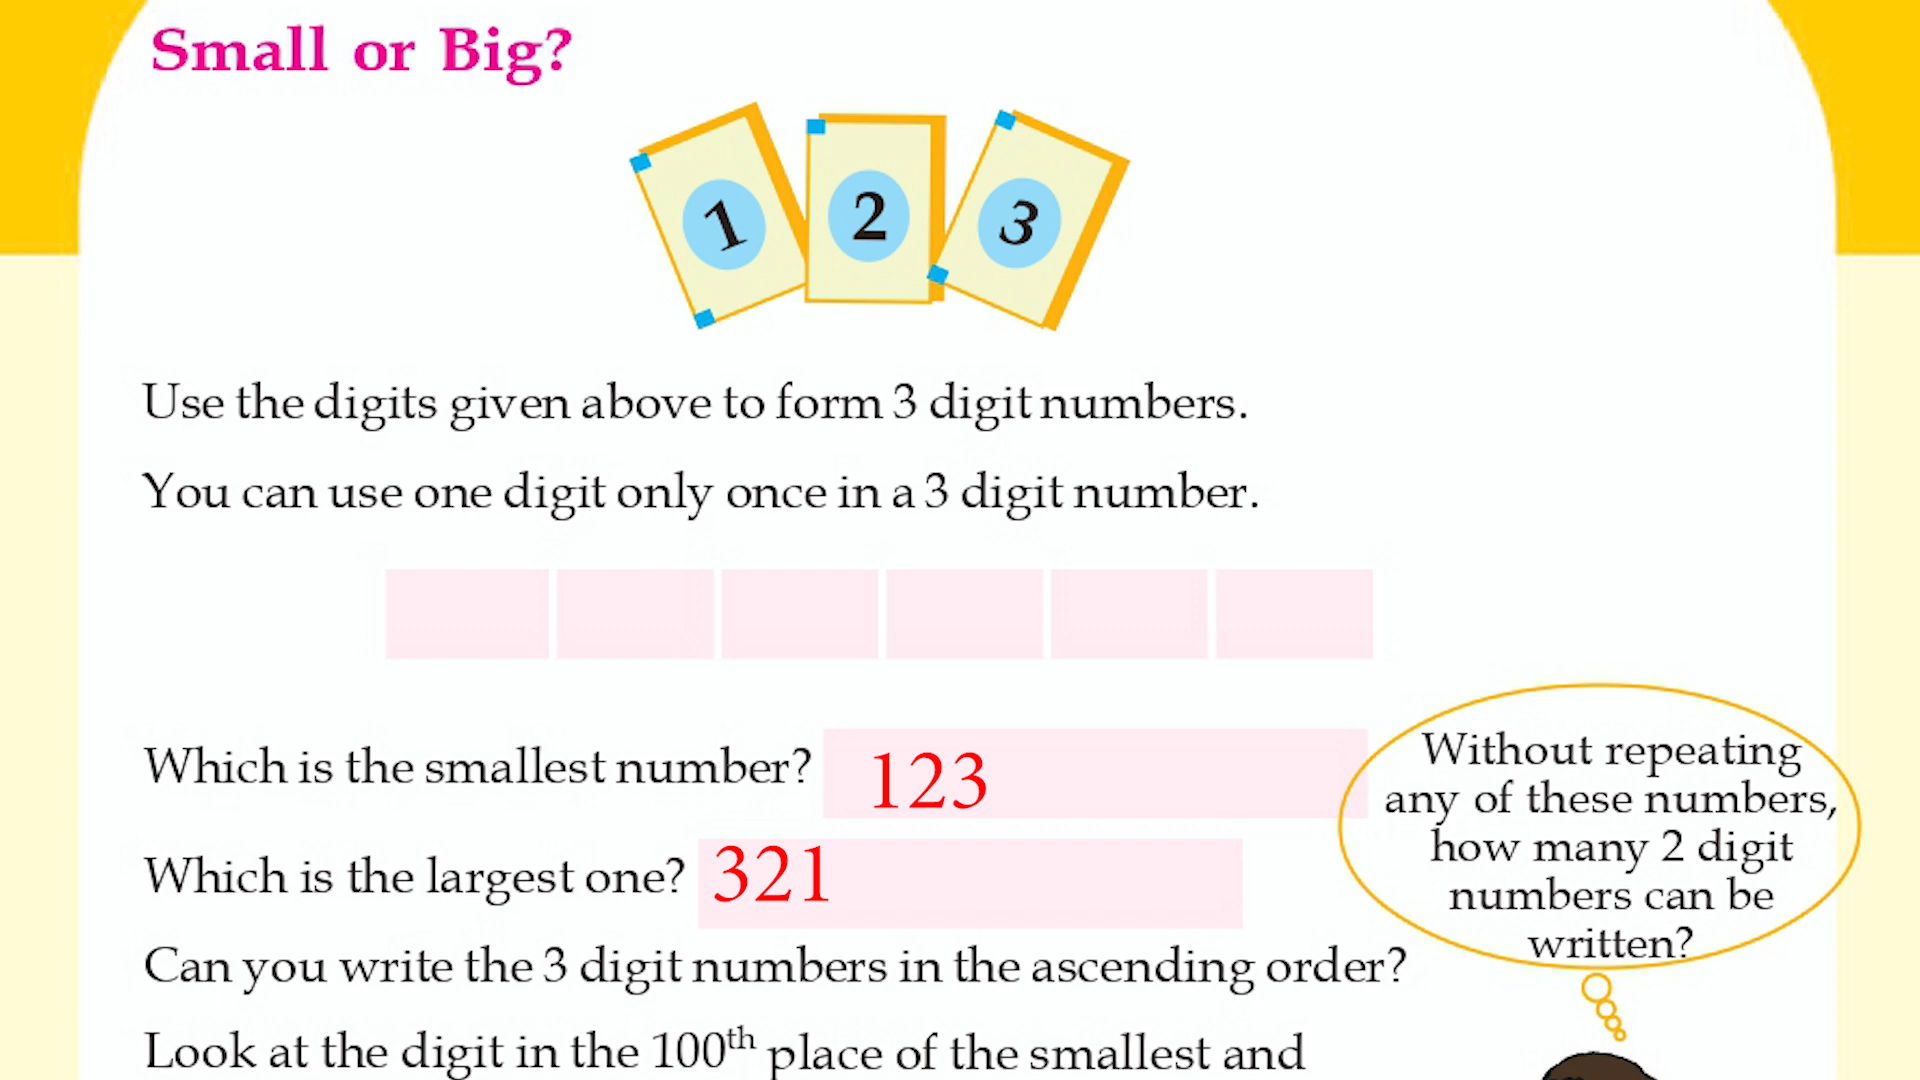 Small or Big?
1 2 3
Use the digits given above to form 3 digit numbers.
You can use one digit only once in a 3 digit number.
Which is the smallest number? 123
Which is the largest one? 321
Can you write the 3 digit numbers in the ascending order?
Look at the digit in the 100th place of the smallest and
Without repeating
any of these numbers,
how many 2 digit
numbers can be
written?